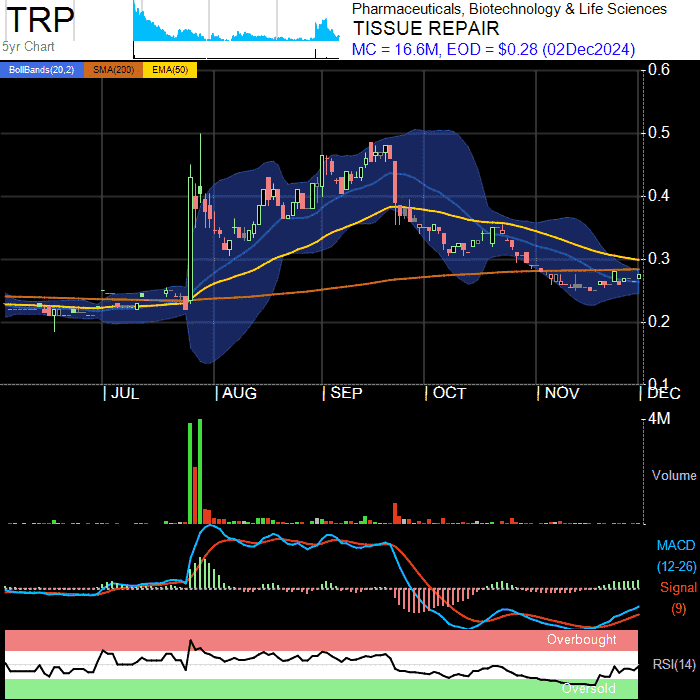 TRP
5yr Chart
Pharmaceuticals, Biotechnology & Life Sciences
TISSUE REPAIR
MC = 16.6M, EOD = $0.28 (02Dec2024)
BollBands(20,2) SMA(200) EMA(50)
0.6
0.5
0.4
0.3
0.2
0.1
JUL AUG SEP OCT NOV DEC
4M
Volume
MACD
(12-26)
Signal
(9)
Overbought
RSI(14)
Oversold